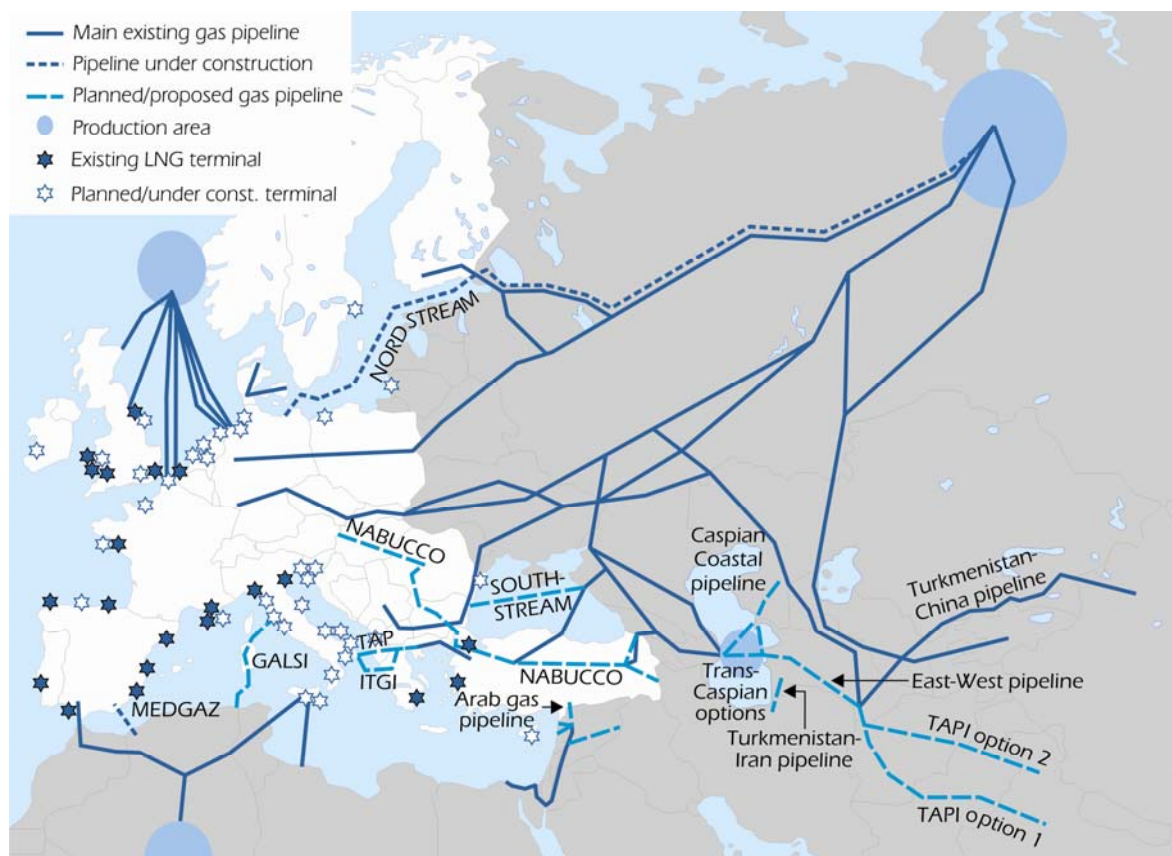 Main existing gas pipeline
Pipeline under construction
Planned/proposed gas pipeline
Production area
Existing LNG terminal
Planned/under const. terminal
NORD STREAM
NABUCCO
SOUTH-
STREAM
Caspian
Coastal
pipeline
Turkmenistan-
China pipeline
TAP
ITGI
GALSI
MEDGAZ
NABUCCO
Arab gas
pipeline
Trans-
Caspian
options
East-West pipeline
Turkmenistan-
Iran pipeline
TAPI option 2
TAPI option 1